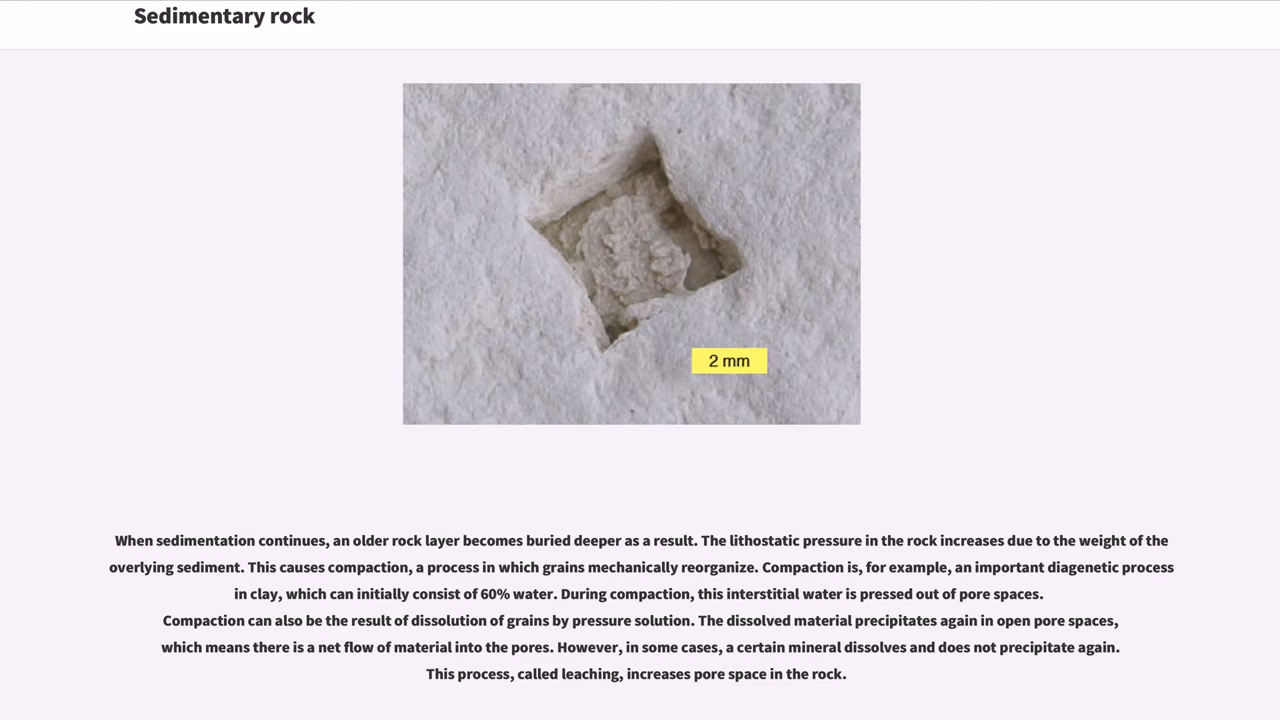 Sedimentary rock
2 mm
When sedimentation continues, an older rock layer becomes buried deeper as a result. The lithostatic pressure in the rock increases due to the weight of the
overlying sediment. This causes compaction, a process in which grains mechanically reorganize. Compaction is, for example, an important diagenetic process
in clay, which can initially consist of 60% water. During compaction, this interstitial water is pressed out of pore spaces.
Compaction can also be the result of dissolution of grains by pressure solution. The dissolved material precipitates again in open pore spaces,
which means there is a net flow of material into the pores. However, in some cases, a certain mineral dissolves and does not precipitate again.
This process, called leaching, increases pore space in the rock.